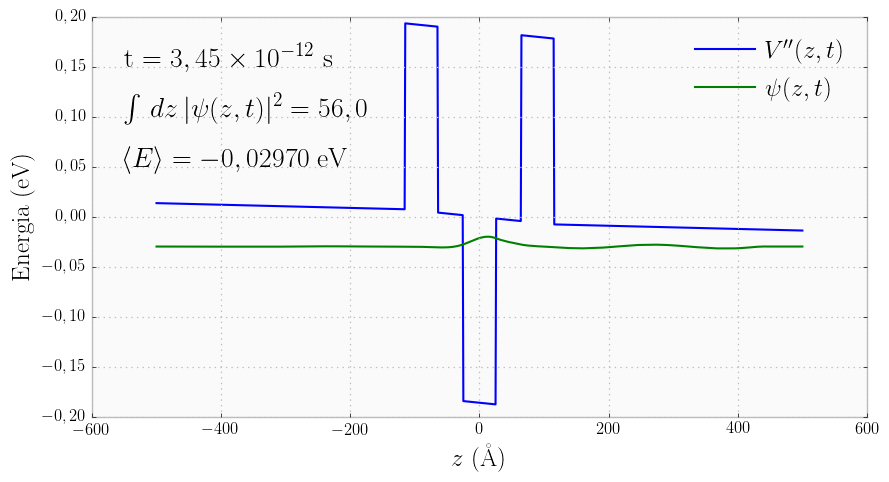 t = 3,45 × 10⁻¹² s
∫ dz |ψ(z,t)|² = 56,0
⟨E⟩ = −0,02970 eV
V′′(z,t)
ψ(z,t)
Energia (eV)
0,20
0,15
0,10
0,05
0,00
−0,05
−0,10
−0,15
−0,20
−600 −400 −200 0 200 400 600
z (Å)